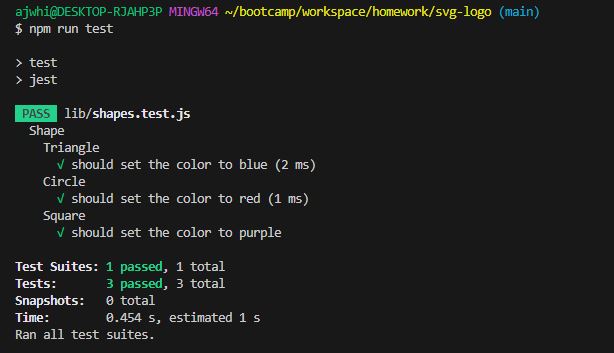 ajwhi@DESKTOP-RJAHP3P MINGW64 ~/bootcamp/workspace/homework/svg-logo (main)
$ npm run test
> test
> jest
PASS lib/shapes.test.js
Shape
Triangle
√ should set the color to blue (2 ms)
Circle
√ should set the color to red (1 ms)
Square
√ should set the color to purple
Test Suites: 1 passed, 1 total
Tests: 3 passed, 3 total
Snapshots: 0 total
Time: 0.454 s, estimated 1 s
Ran all test suites.